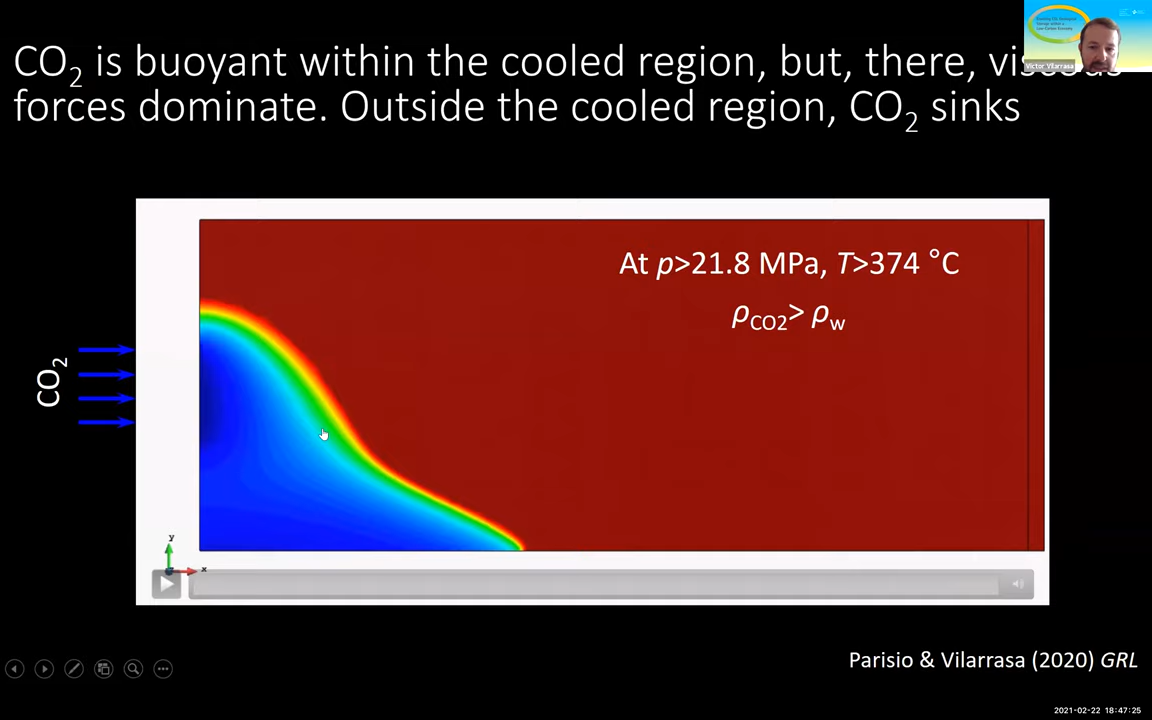 CO2 is buoyant within the cooled region, but, there, viscous
forces dominate. Outside the cooled region, CO2 sinks
Victor Vilarrasa
At p>21.8 MPa, T>374 °C
ρCO2> ρw
CO2
y
x
Parisio & Vilarrasa (2020) GRL
2021-02-22 18:47:25